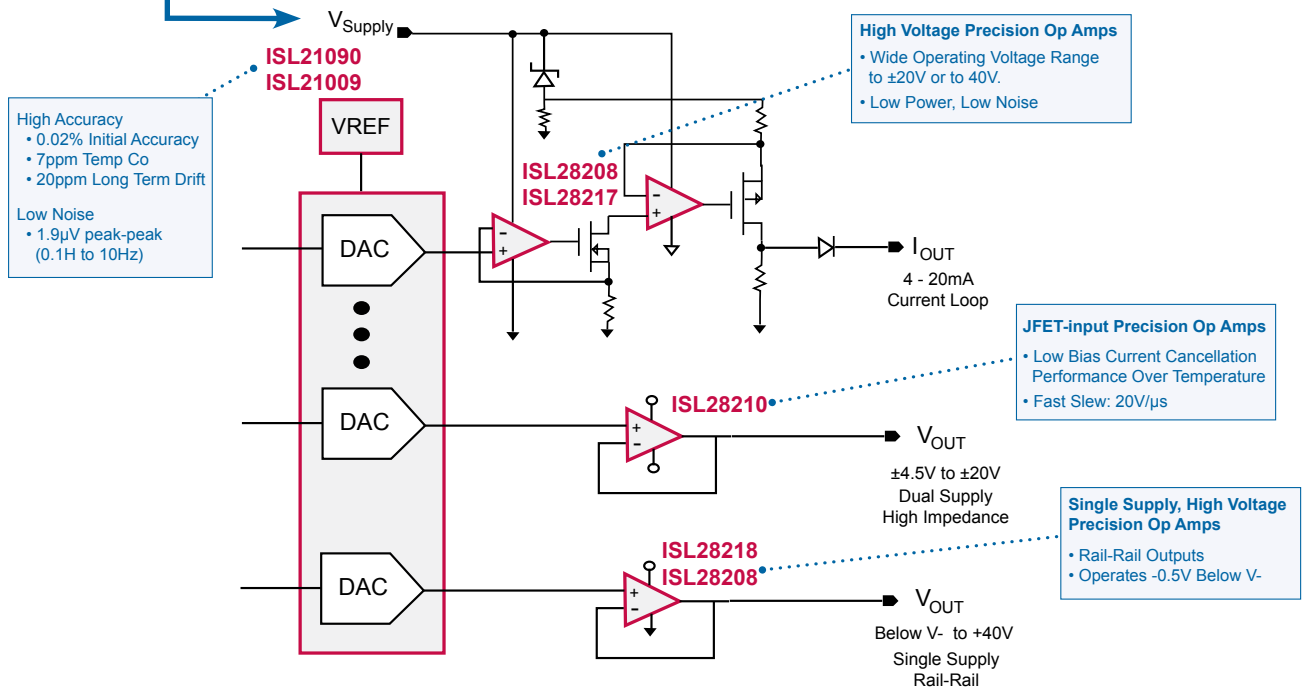 V Supply
ISL21090
ISL21009
High Accuracy
• 0.02% Initial Accuracy
• 7ppm Temp Co
• 20ppm Long Term Drift
Low Noise
• 1.9µV peak-peak
(0.1H to 10Hz)
VREF
High Voltage Precision Op Amps
• Wide Operating Voltage Range
to ±20V or to 40V.
• Low Power, Low Noise
ISL28208
ISL28217
-
+
-
+
DAC
IOUT
4 - 20mA
Current Loop
JFET-input Precision Op Amps
• Low Bias Current Cancellation
Performance Over Temperature
• Fast Slew: 20V/µs
ISL28210
DAC
+
-
VOUT
±4.5V to ±20V
Dual Supply
High Impedance
Single Supply, High Voltage
Precision Op Amps
• Rail-Rail Outputs
• Operates -0.5V Below V-
ISL28218
ISL28208
DAC
+
-
VOUT
Below V- to +40V
Single Supply
Rail-Rail